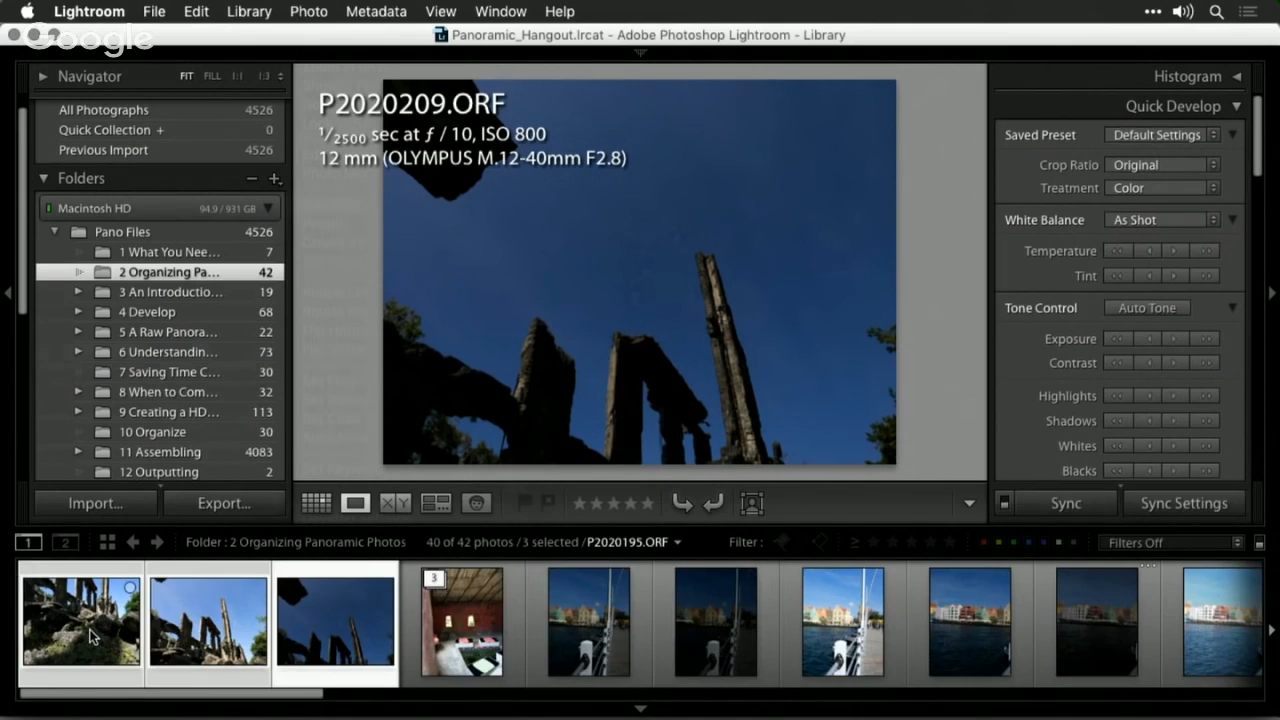 Lightroom File Edit Library Photo Metadata View Window Help
Google
Panoramic_Hangout.lrcat - Adobe Photoshop Lightroom - Library
Navigator FIT FILL 1:1 1:3
All Photographs 4526
Quick Collection + 0
Previous Import 4526
Folders
Macintosh HD 94.9 / 931 GB
Pano Files 4526
1 What You Nee... 7
2 Organizing Pa... 42
3 An Introductio... 19
4 Develop 68
5 A Raw Panora... 22
6 Understandin... 73
7 Saving Time C... 30
8 When to Com... 32
9 Creating a HD... 113
10 Organize 30
11 Assembling 4083
12 Outputting 2
Import... Export...
P2020209.ORF
1/2500 sec at ƒ / 10, ISO 800
12 mm (OLYMPUS M.12-40mm F2.8)
X Y
Histogram
Quick Develop
Saved Preset Default Settings
Crop Ratio Original
Treatment Color
White Balance As Shot
Temperature
Tint
Tone Control Auto Tone
Exposure
Contrast
Highlights
Shadows
Whites
Blacks
Sync Sync Settings
1 2 Folder : 2 Organizing Panoramic Photos 40 of 42 photos / 3 selected / P2020195.ORF Filter : Filters Off
3